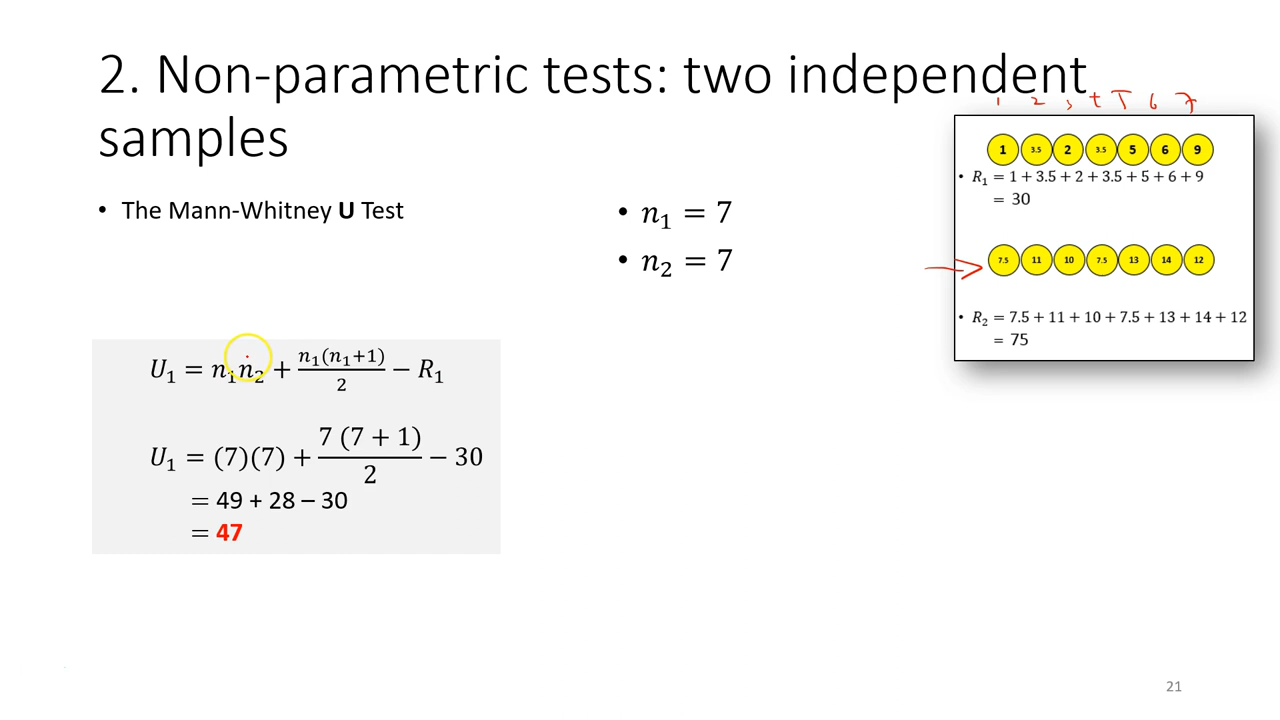 2. Non-parametric tests: two independent
samples
• The Mann-Whitney U Test
• n₁ = 7
• n₂ = 7
U₁ = n₁n₂ + n₁(n₁+1)/2 − R₁
U₁ = (7)(7) + 7 (7 + 1)/2 − 30
= 49 + 28 – 30
= 47
1 2 3 6 7
1 3.5 2 3.5 5 6 9
• R₁ = 1 + 3.5 + 2 + 3.5 + 5 + 6 + 9
= 30
7.5 11 10 7.5 13 14 12
• R₂ = 7.5 + 11 + 10 + 7.5 + 13 + 14 + 12
= 75
21